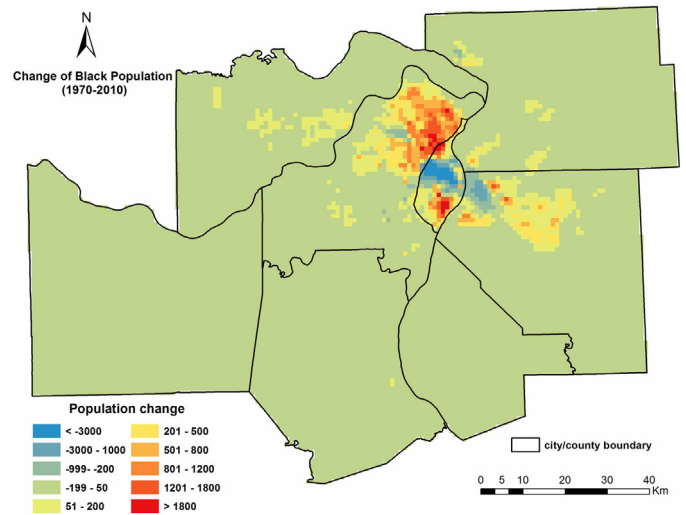 N
Change of Black Population
(1970-2010)
Population change
< -3000
-3000 - 1000
-999- -200
-199 - 50
51 - 200
201 - 500
501 - 800
801 - 1200
1201 - 1800
> 1800
city/county boundary
0 5 10 20 30 40
Km